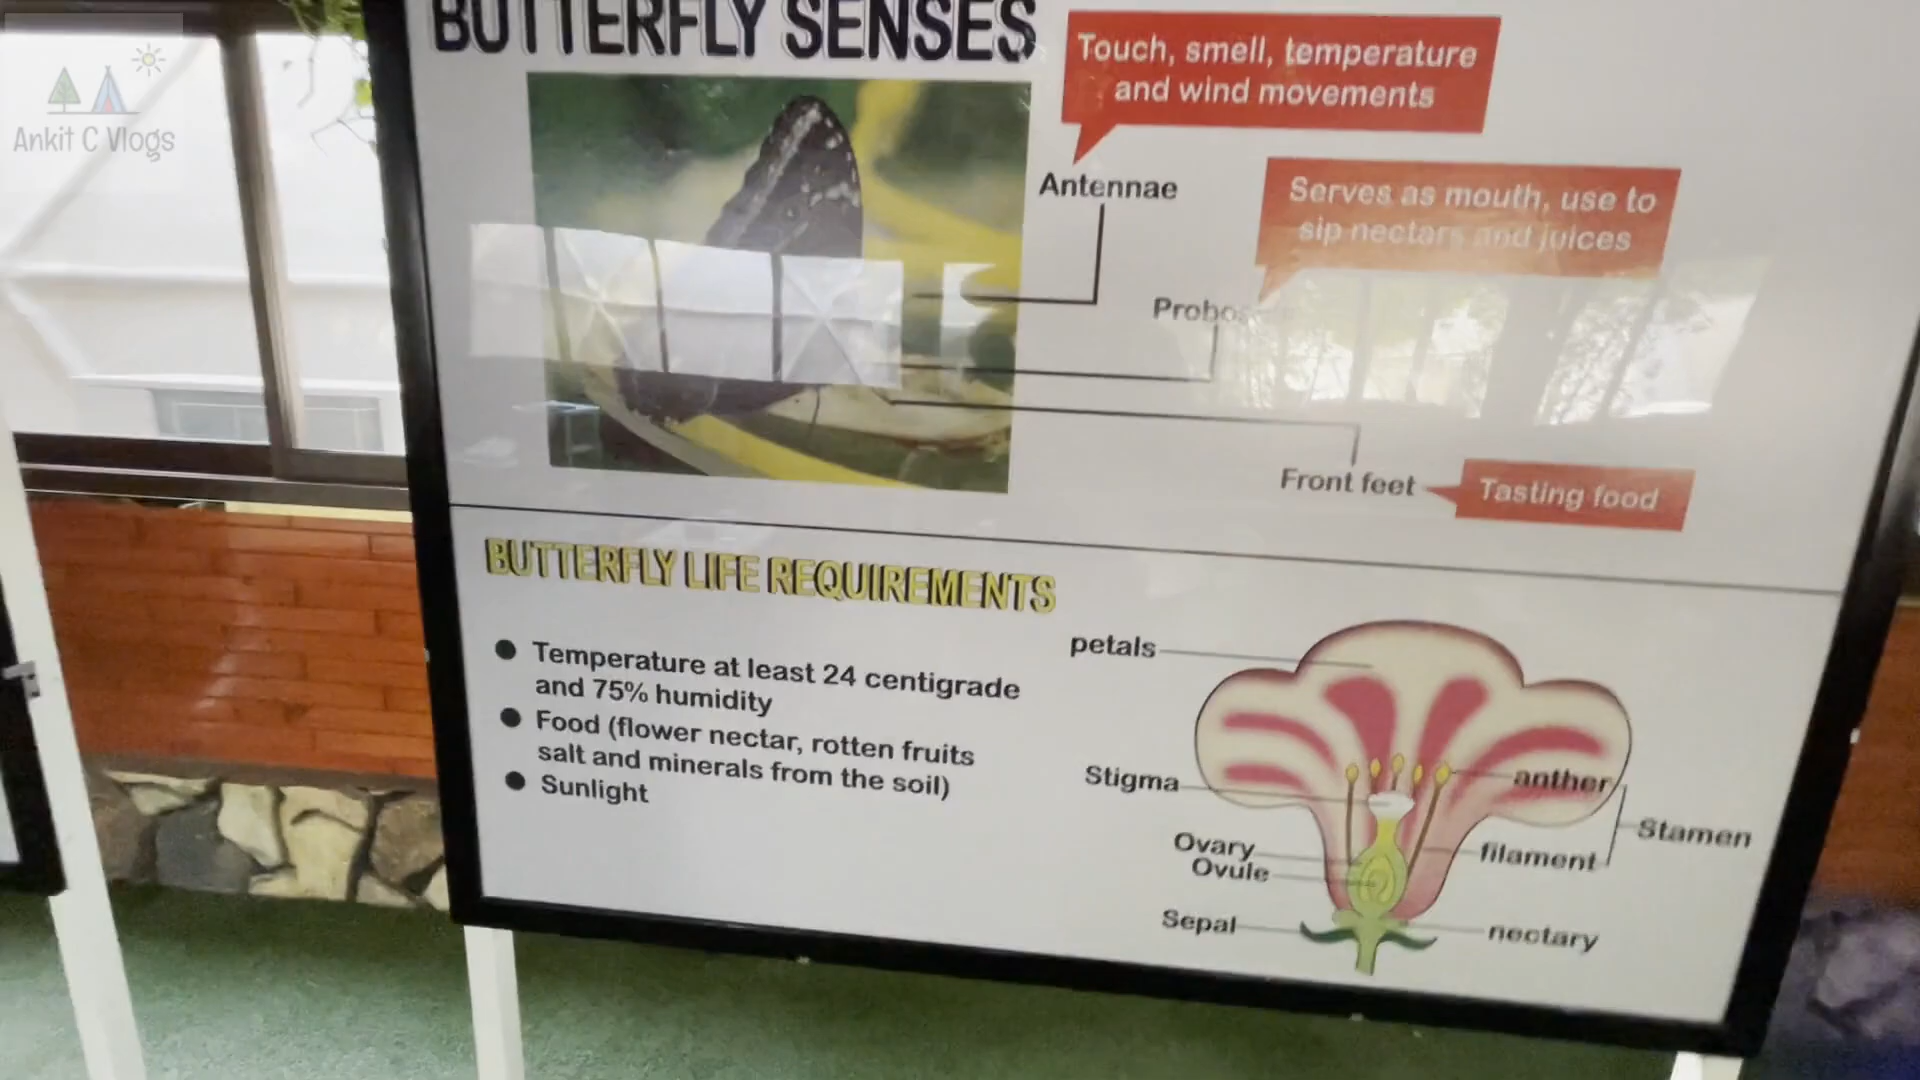 Ankit C Vlogs
BUTTERFLY SENSES
Touch, smell, temperature
and wind movements
Antennae
Serves as mouth, use to
sip nectars and juices
Front feet
Tasting food
BUTTERFLY LIFE REQUIREMENTS
Temperature at least 24 centigrade
and 75% humidity
Food (flower nectar, rotten fruits
salt and minerals from the soil)
Sunlight
petals
Stigma
anther
Stamen
Ovary
filament
Ovule
Sepal
nectary